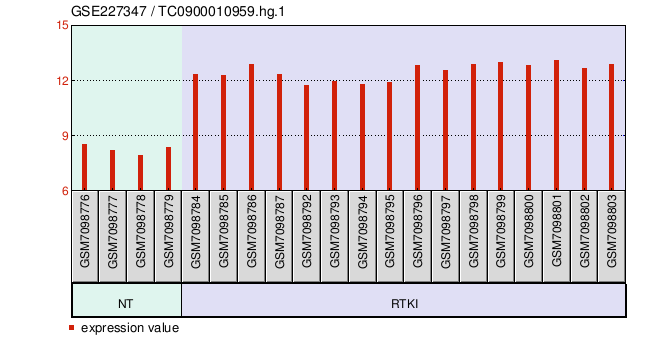 GSE227347 / TC0900010959.hg.1
15
12
9
6
GSM7098776
GSM7098777
GSM7098778
GSM7098779
GSM7098784
GSM7098785
GSM7098786
GSM7098787
GSM7098792
GSM7098793
GSM7098794
GSM7098795
GSM7098796
GSM7098797
GSM7098798
GSM7098799
GSM7098800
GSM7098801
GSM7098802
GSM7098803
NT
RTKI
expression value